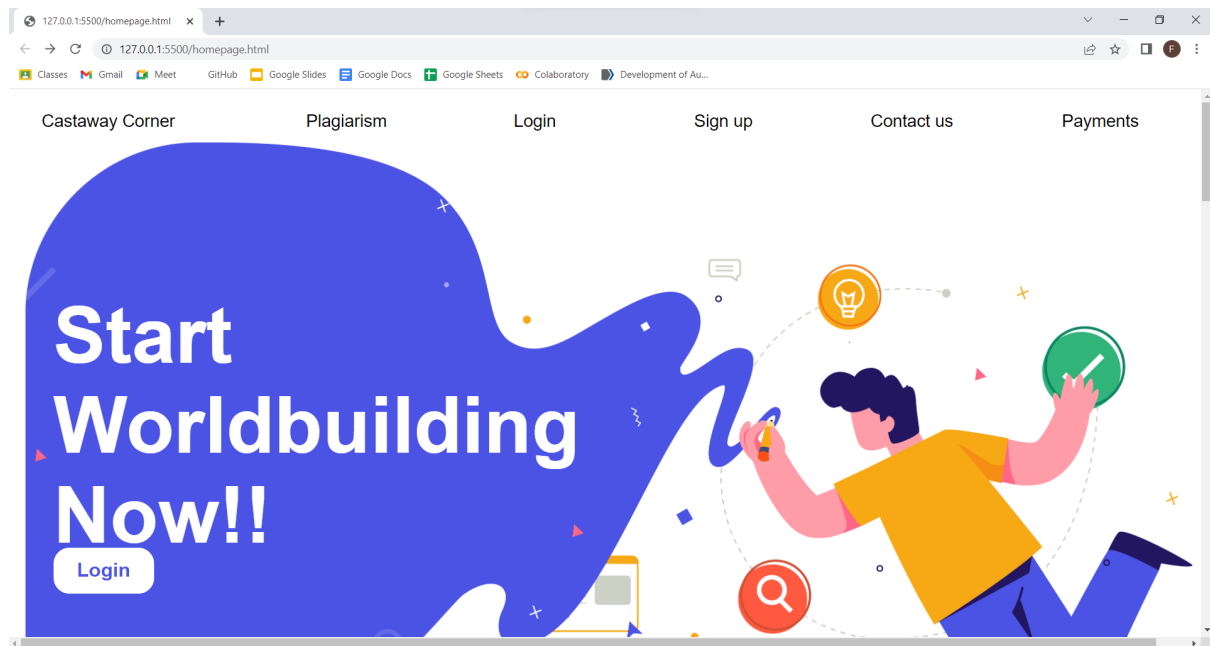 127.0.0.1:5500/homepage.html
127.0.0.1:5500/homepage.html
F
Classes Gmail Meet GitHub Google Slides Google Docs Google Sheets Colaboratory Development of Au...
Castaway Corner Plagiarism Login Sign up Contact us Payments
Start
Worldbuilding
Now!!
Login